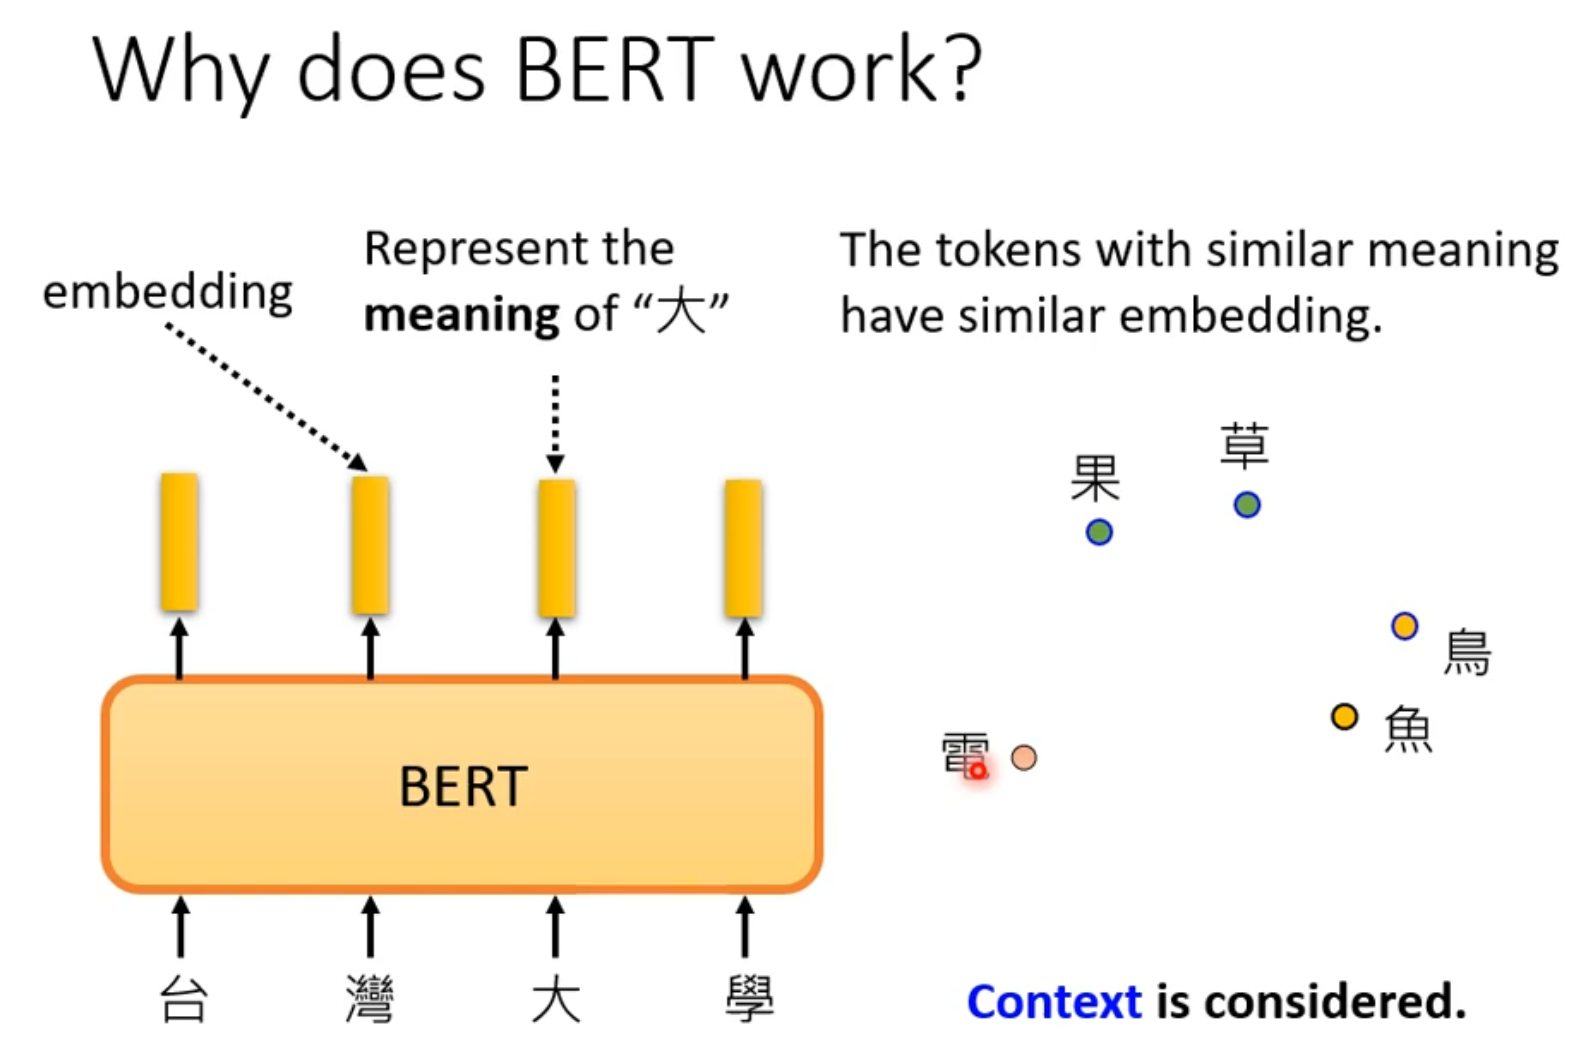 Why does BERT work?
embedding
Represent the
meaning of “大”
The tokens with similar meaning
have similar embedding.
果
草
鳥
魚
電
BERT
台 灣 大 學
Context is considered.